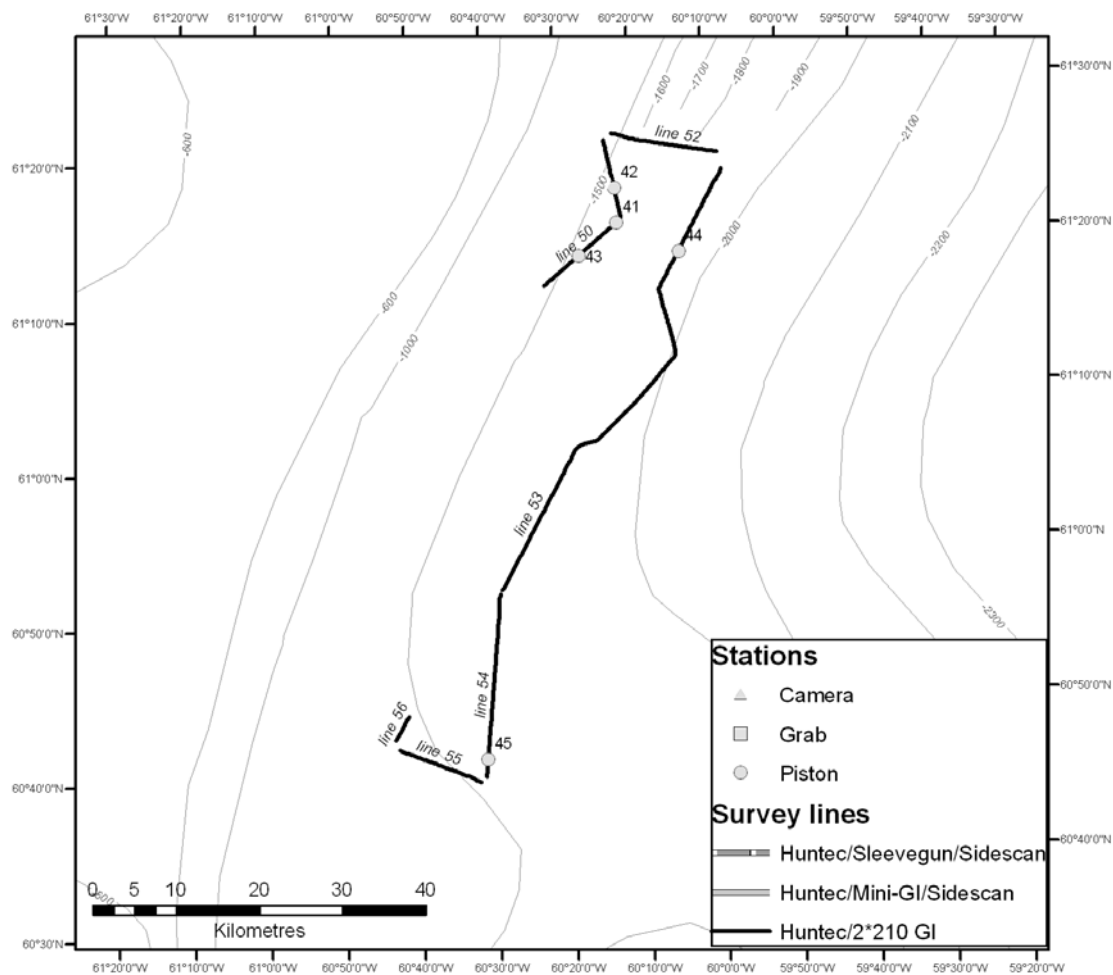 61°30'0"W 61°20'0"W 61°10'0"W 61°0'0"W 60°50'0"W 60°40'0"W 60°30'0"W 60°20'0"W 60°10'0"W 60°0'0"W 59°50'0"W 59°40'0"W 59°30'0"W
61°30'0"N
-1600
-1700
-1800
-1900
-600
-2100
line 52
61°20'0"N
42
-1500
41
61°20'0"N
44
-2000
line 50
43
-2200
-600
61°10'0"N
-1000
61°10'0"N
61°0'0"N
line 53
61°0'0"N
-2300
60°50'0"N
Stations
line 54
60°50'0"N
Camera
line 56
Grab
45
line 55
Piston
60°40'0"N
Survey lines
60°40'0"N
Huntec/Sleevegun/Sidescan
0 5 10 20 30 40
Huntec/Mini-GI/Sidescan
Kilometres
Huntec/2*210 GI
60°30'0"N
61°20'0"W 61°10'0"W 61°0'0"W 60°50'0"W 60°40'0"W 60°30'0"W 60°20'0"W 60°10'0"W 60°0'0"W 59°50'0"W 59°40'0"W 59°30'0"W